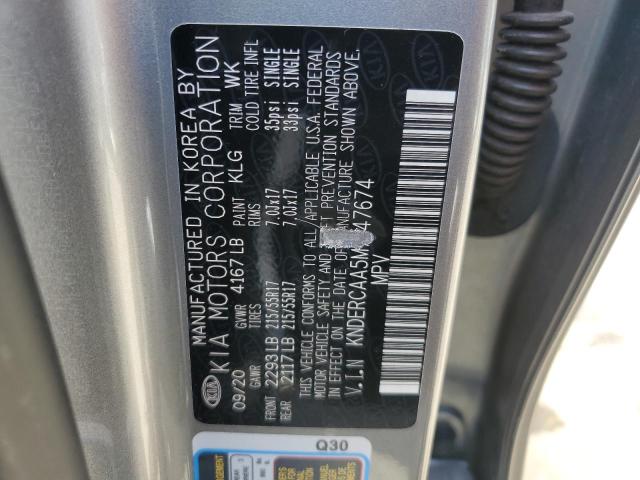 MANUFACTURED IN KOREA BY
KIA KIA MOTORS CORPORATION
09/20 GVWR 4167LB PAINT KLG TRIM WK
GAWR TIRES RIMS COLD TIRE INFL
FRONT 2293LB 215/55R17 7.0Jx17 35psi SINGLE
REAR 2117LB 215/55R17 7.0Jx17 33psi SINGLE
THIS VEHICLE CONFORMS TO ALL APPLICABLE U.S.A. FEDERAL
MOTOR VEHICLE SAFETY AND PREVENTION STANDARDS
IN EFFECT ON THE DATE OF MANUFACTURE SHOWN ABOVE.
V.I.N KNDERCAA5M 47674
MPV
Q30